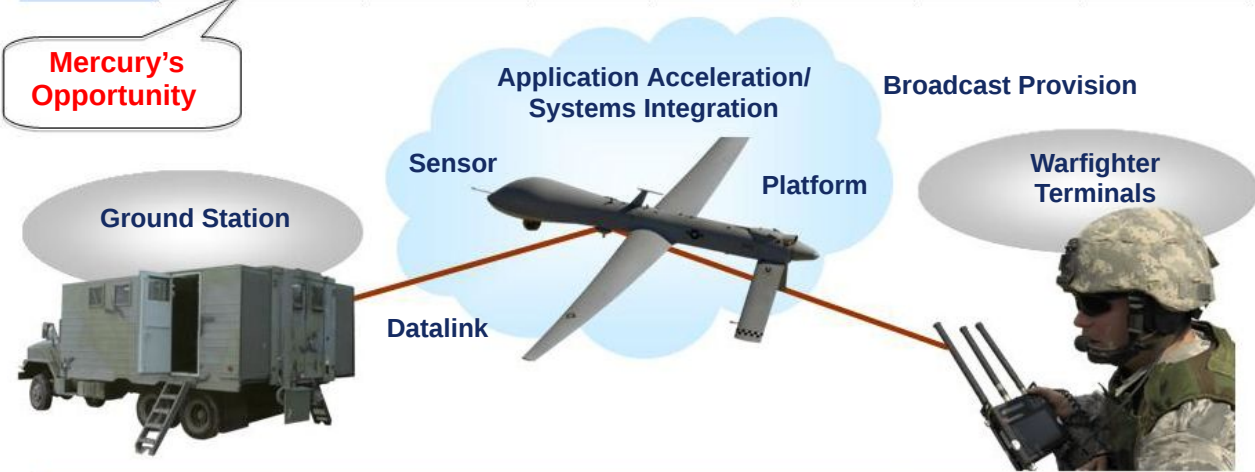 Mercury's
Opportunity
Application Acceleration/
Systems Integration
Broadcast Provision
Sensor
Platform
Warfighter
Terminals
Ground Station
Datalink